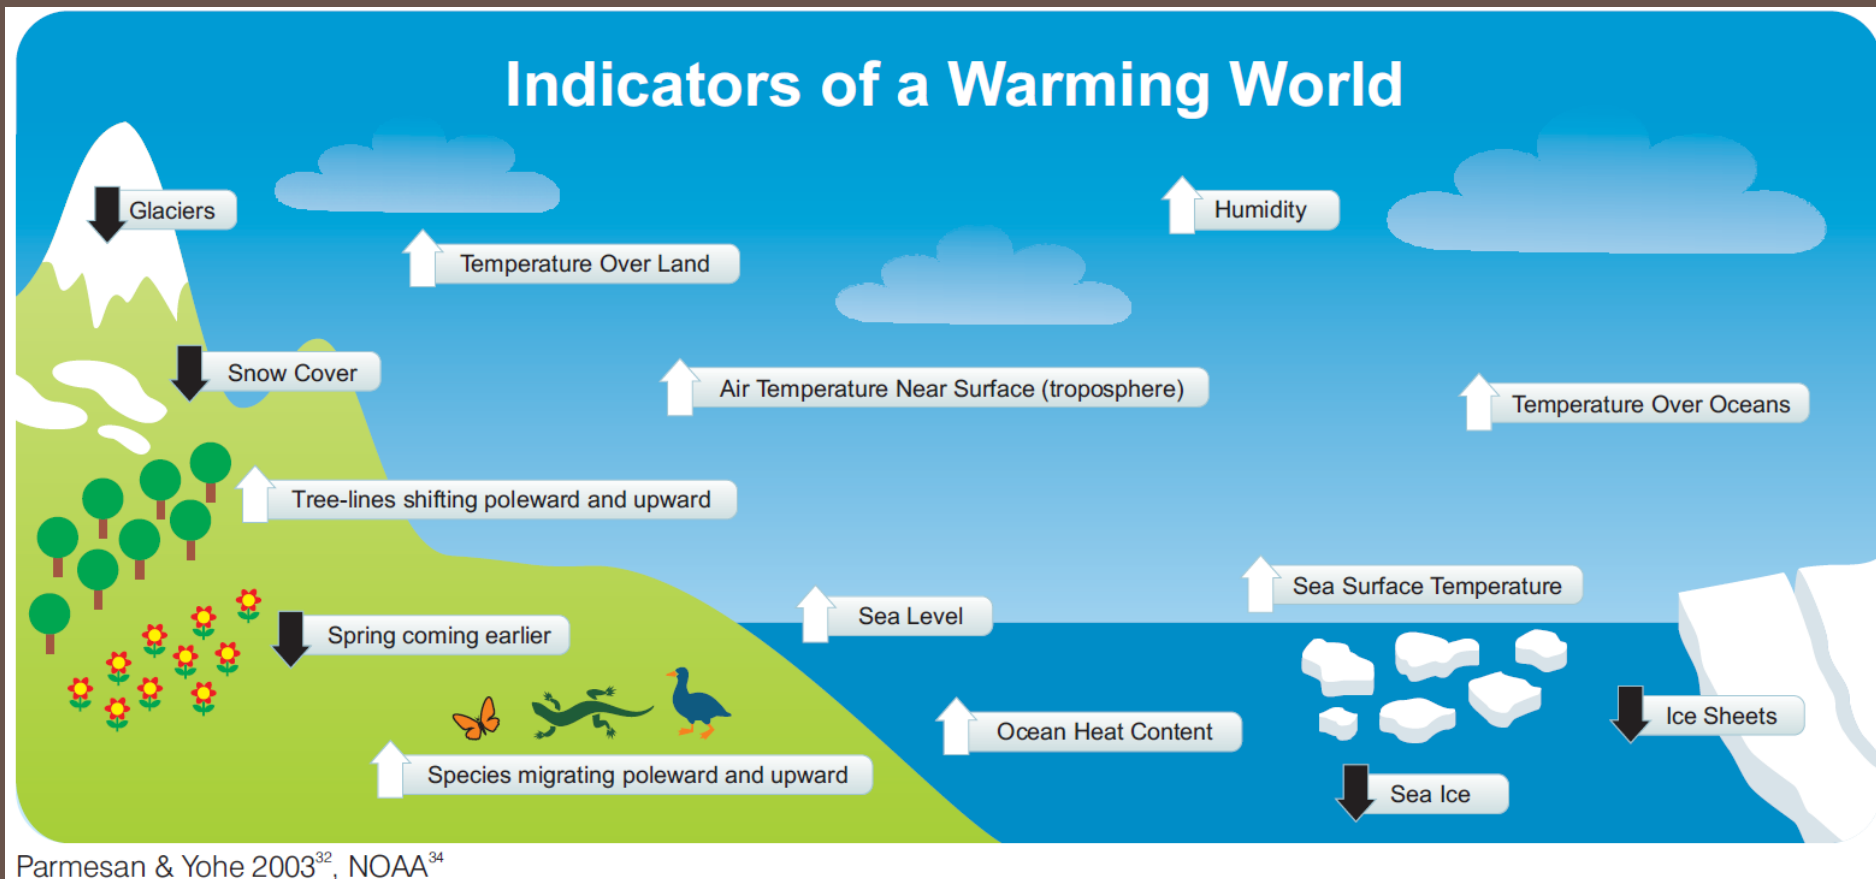 Indicators of a Warming World
Glaciers
Humidity
Temperature Over Land
Snow Cover
Air Temperature Near Surface (troposphere)
Temperature Over Oceans
Tree-lines shifting poleward and upward
Sea Surface Temperature
Sea Level
Spring coming earlier
Ice Sheets
Ocean Heat Content
Species migrating poleward and upward
Sea Ice
Parmesan & Yohe 2003³², NOAA³⁴